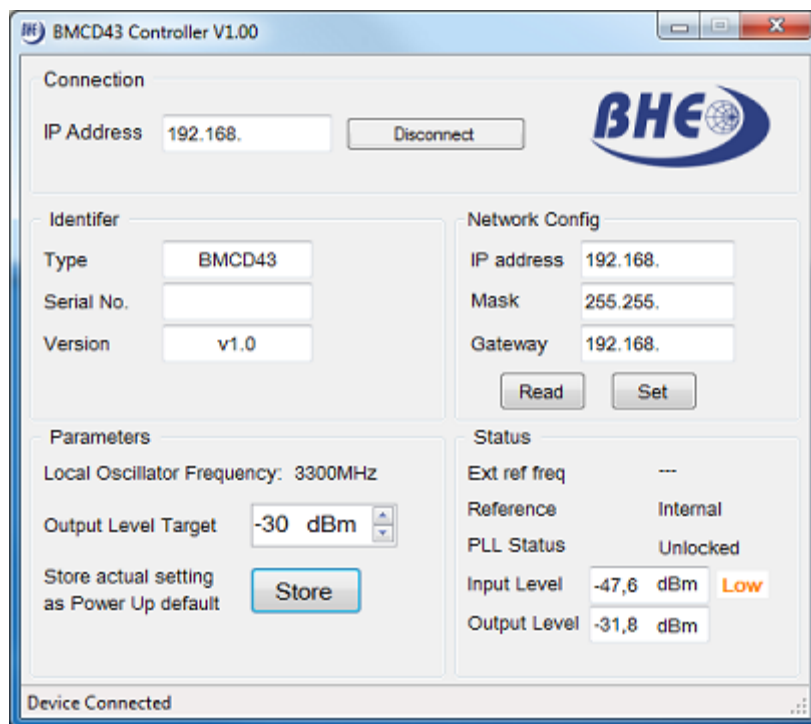 BHE BMCD43 Controller V1.00
Connection
IP Address 192.168. Disconnect
BHE
Identifer
Type BMCD43
Serial No.
Version v1.0
Network Config
IP address 192.168.
Mask 255.255.
Gateway 192.168.
Read Set
Parameters
Local Oscillator Frequency: 3300MHz
Output Level Target -30 dBm
Store actual setting
as Power Up default
Store
Status
Ext ref freq ---
Reference Internal
PLL Status Unlocked
Input Level -47,6 dBm Low
Output Level -31,8 dBm
Device Connected